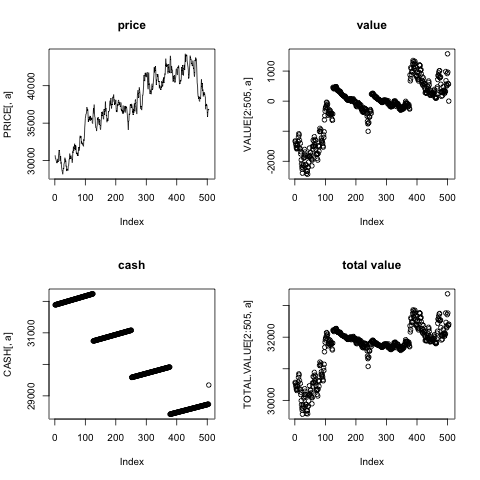 price
PRICE[, a]
30000 35000 40000
0 100 200 300 400 500
Index
value
VALUE[2:505, a]
-2000 0 1000
0 100 200 300 400 500
Index
cash
CASH[, a]
29000 31000
0 100 200 300 400 500
Index
total value
TOTAL.VALUE[2:505, a]
30000 32000
0 100 200 300 400 500
Index